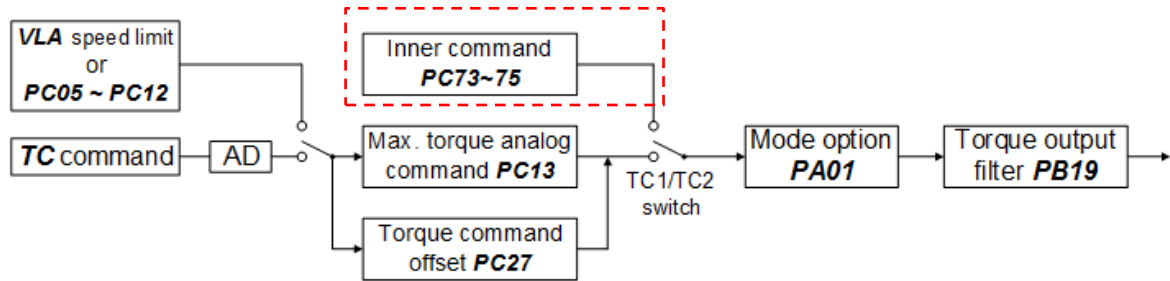 VLA speed limit
or
PC05 ~ PC12
TC command
AD
Inner command
PC73~75
Max. torque analog
command PC13
Torque command
offset PC27
TC1/TC2
switch
Mode option
PA01
Torque output
filter PB19